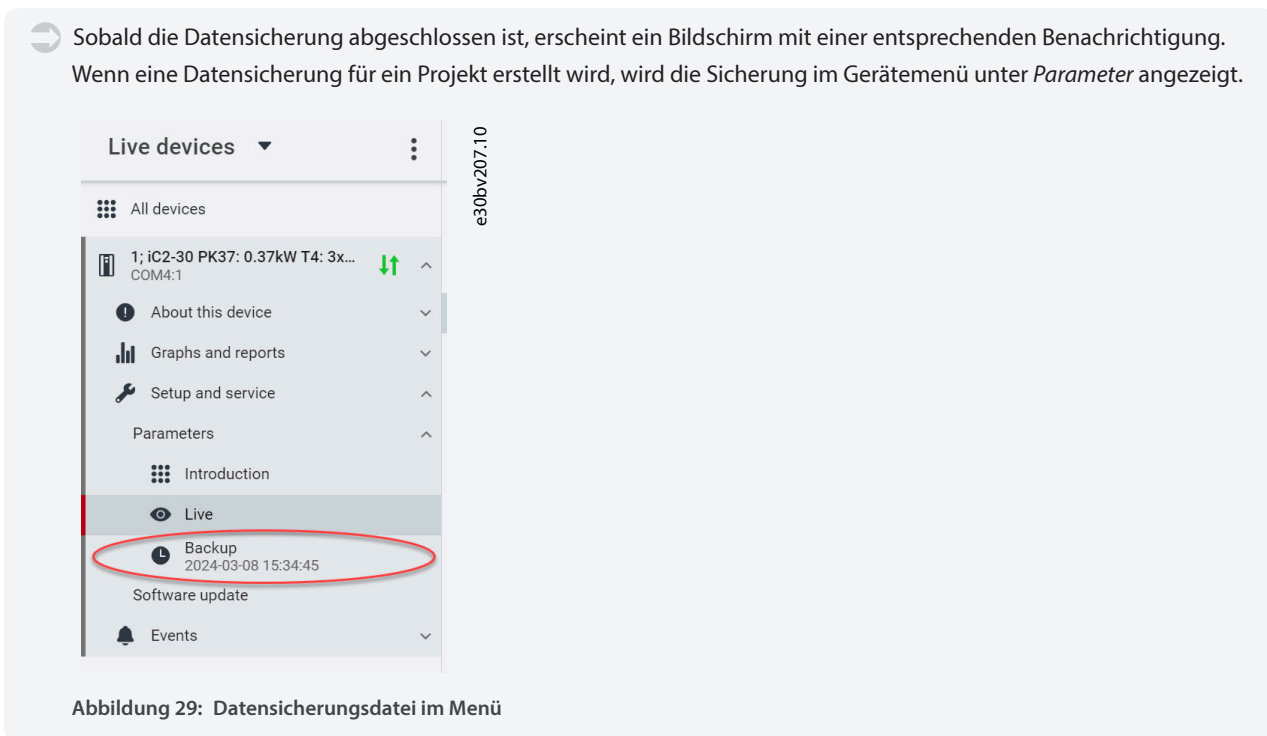 Sobald die Datensicherung abgeschlossen ist, erscheint ein Bildschirm mit einer entsprechenden Benachrichtigung.
Wenn eine Datensicherung für ein Projekt erstellt wird, wird die Sicherung im Gerätemenü unter Parameter angezeigt.
Live devices
e30bv207.10
All devices
1; iC2-30 PK37: 0.37kW T4: 3x...
COM4:1
About this device
Graphs and reports
Setup and service
Parameters
Introduction
Live
Backup
2024-03-08 15:34:45
Software update
Events
Abbildung 29: Datensicherungsdatei im Menü